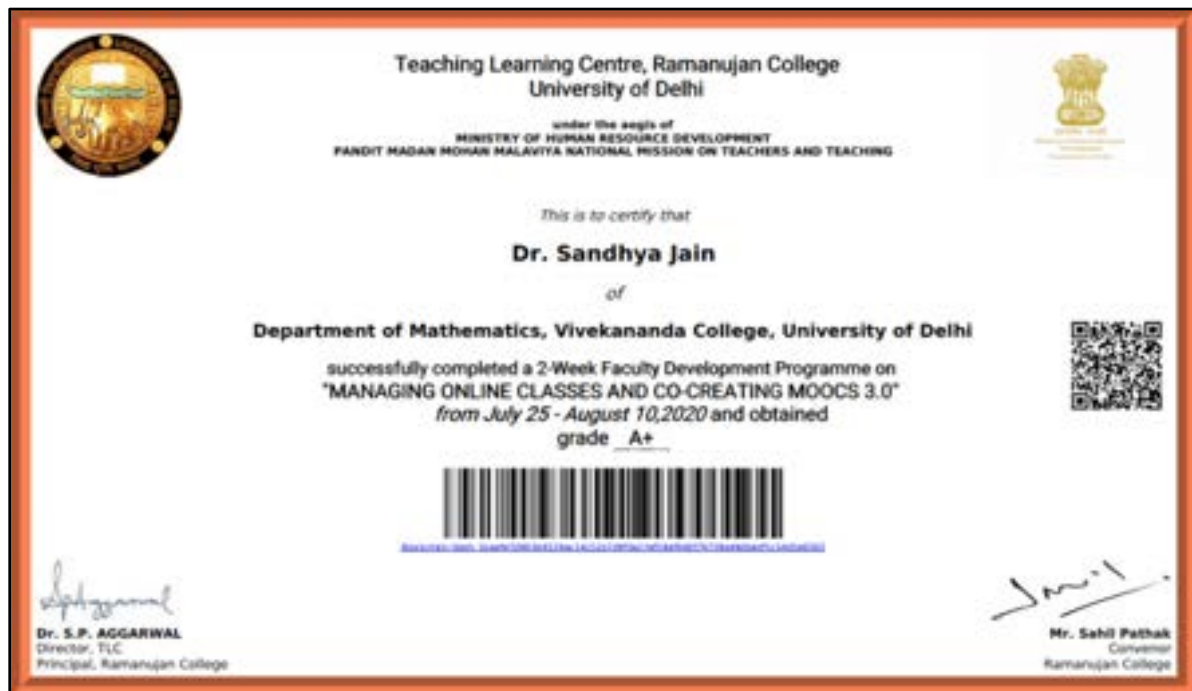 Teaching Learning Centre, Ramanujan College
University of Delhi
under the aegis of
MINISTRY OF HUMAN RESOURCE DEVELOPMENT
PANDIT MADAN MOHAN MALAVIYA NATIONAL MISSION ON TEACHERS AND TEACHING
This is to certify that
Dr. Sandhya Jain
of
Department of Mathematics, Vivekananda College, University of Delhi
successfully completed a 2-Week Faculty Development Programme on
"MANAGING ONLINE CLASSES AND CO-CREATING MOOCS 3.0"
from July 25 - August 10,2020 and obtained
grade A+
Dr. S.P. AGGARWAL
Director, TLC
Principal, Ramanujan College
Mr. Sahil Pathak
Convenor
Ramanujan College